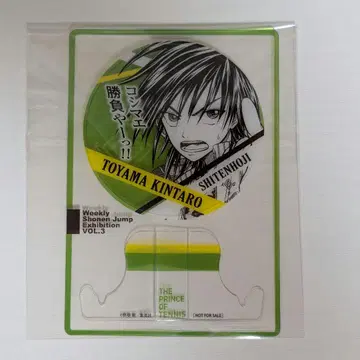 コシマエ
勝負やーっ!!
TOYAMA KINTARO
SHITENHOJI
Weekly
Shonen Jump
Exhibition
VOL.3
THE
PRINCE
OF
TENNIS
(NOT FOR SALE)